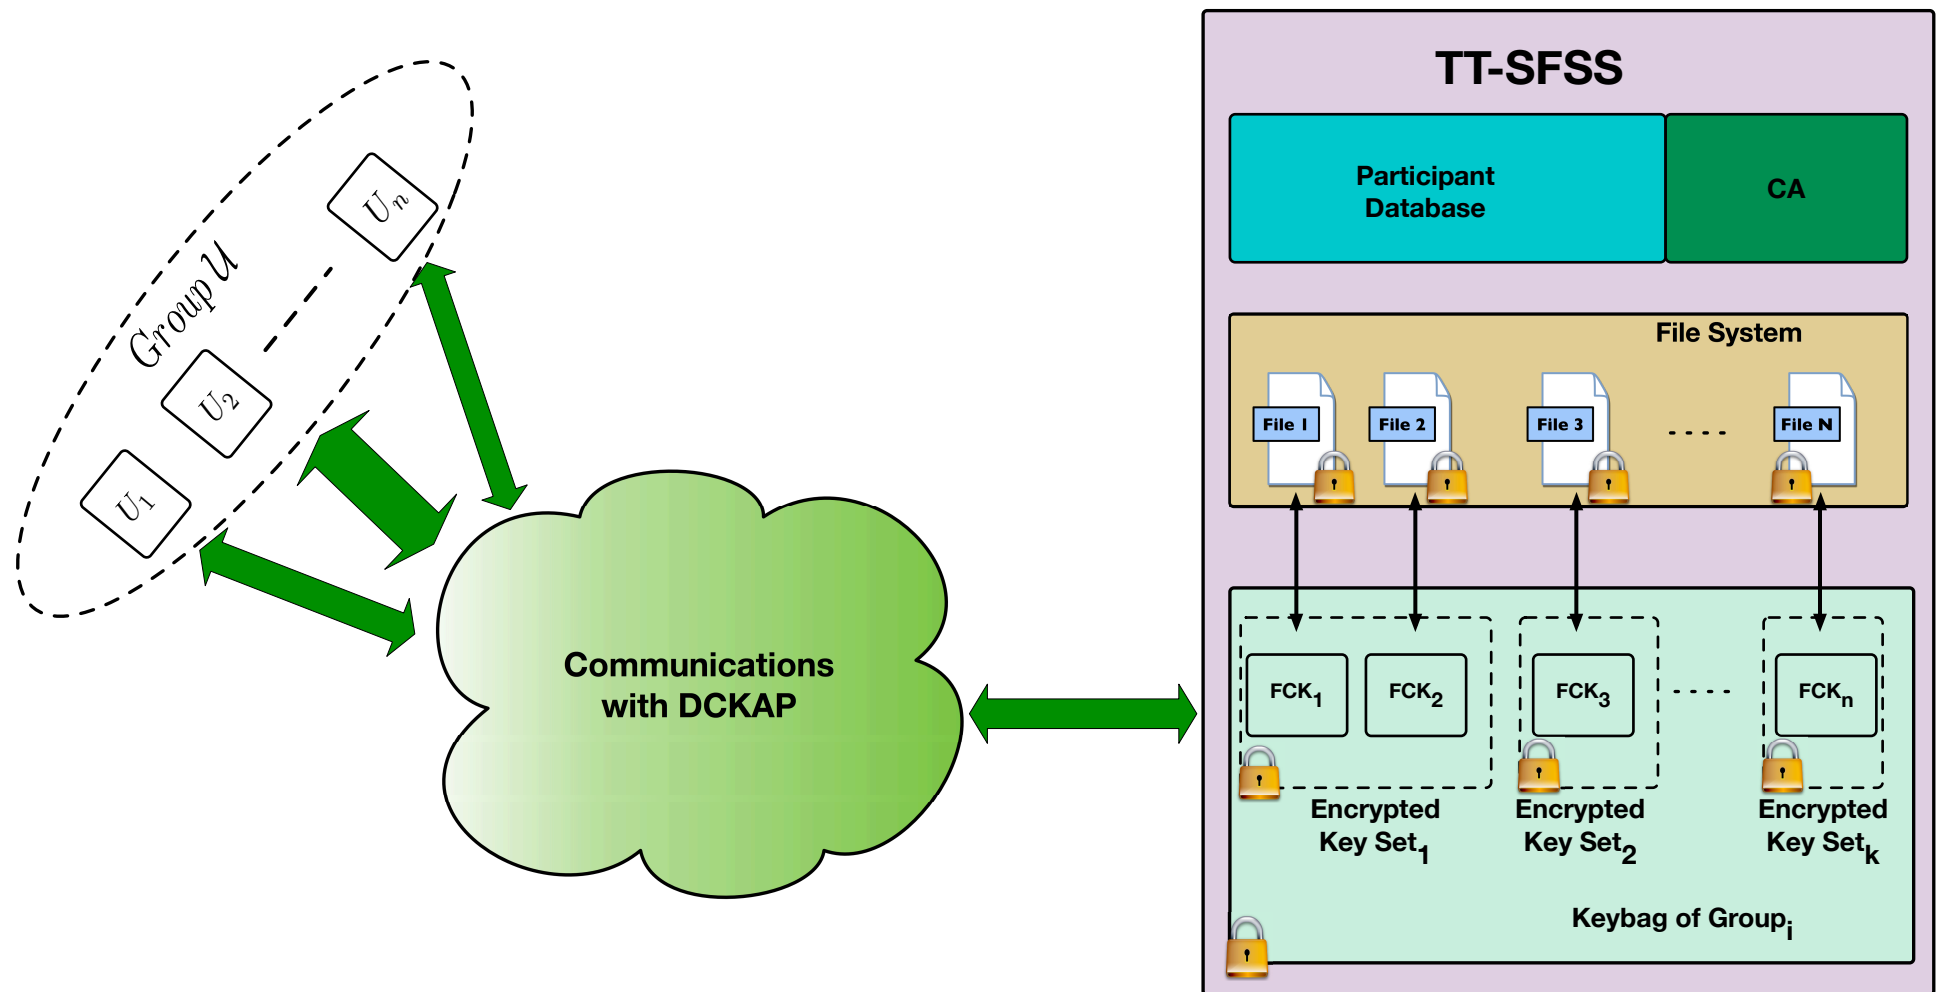 Group 𝒰
U₁
U₂
Uₙ
Communications
with DCKAP
TT-SFSS
Participant
Database
CA
File System
File 1
File 2
File 3
. . . .
File N
FCK₁
FCK₂
FCK₃
. . . .
FCKₙ
Encrypted
Key Set₁
Encrypted
Key Set₂
Encrypted
Key Setₖ
Keybag of Groupᵢ